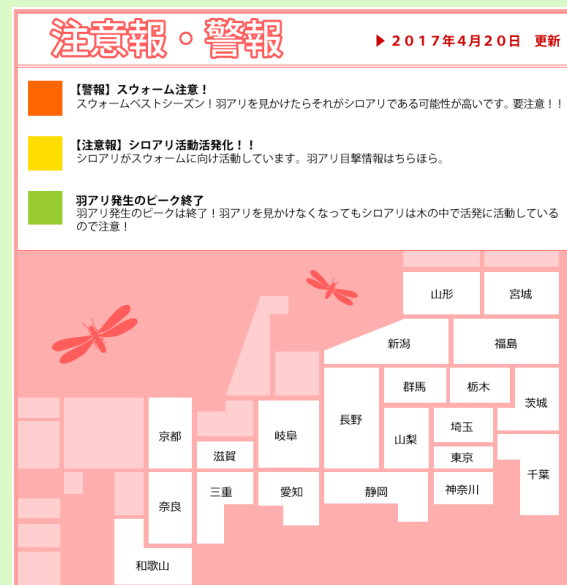 注意報・警報
▶２０１７年４月２０日　更新
【警報】スウォーム注意！
スウォームベストシーズン！羽アリを見かけたらそれがシロアリである可能性が高いです。要注意！！
【注意報】シロアリ活動活発化！！
シロアリがスウォームに向け活動しています。羽アリ目撃情報はちらほら。
羽アリ発生のピーク終了
羽アリ発生のピークは終了！羽アリを見かけなくなってもシロアリは木の中で活発に活動している
ので注意！
山形
宮城
新潟
福島
群馬
栃木
茨城
長野
京都
岐阜
山梨
埼玉
滋賀
東京
千葉
奈良
三重
愛知
静岡
神奈川
和歌山